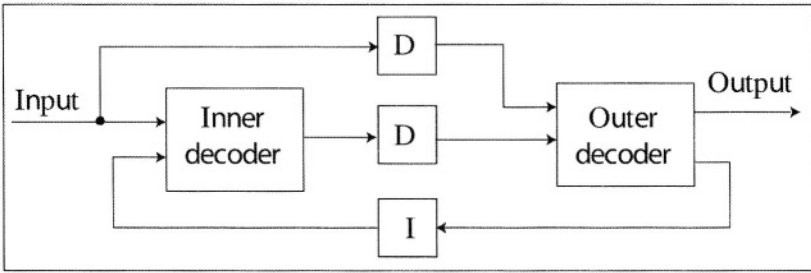 D
Input
Output
Inner
decoder
D
Outer
decoder
I